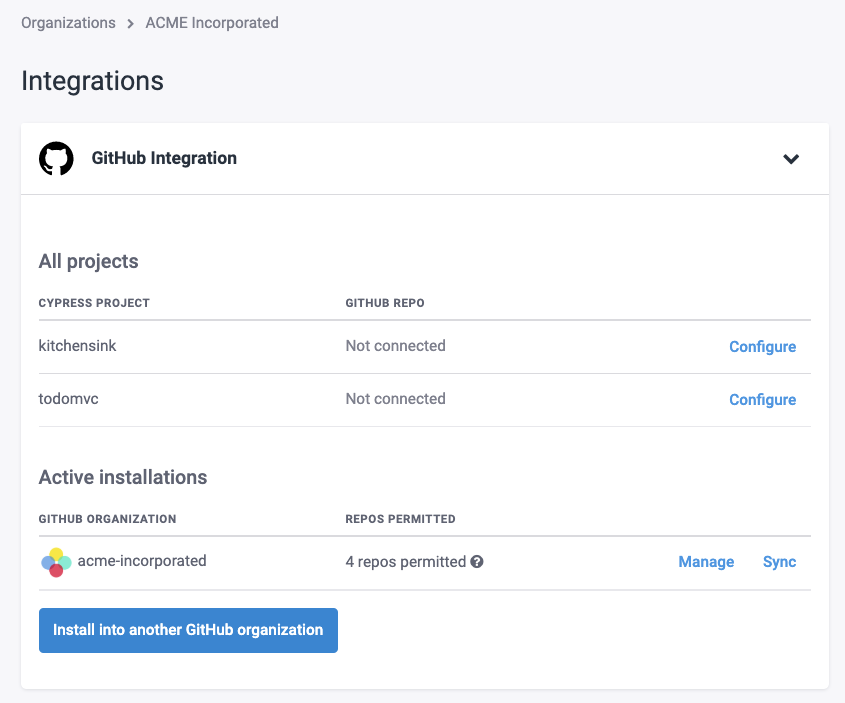 Organizations > ACME Incorporated
Integrations
GitHub Integration
All projects
CYPRESS PROJECT GITHUB REPO
kitchensink Not connected Configure
todomvc Not connected Configure
Active installations
GITHUB ORGANIZATION REPOS PERMITTED
acme-incorporated 4 repos permitted ? Manage Sync
Install into another GitHub organization